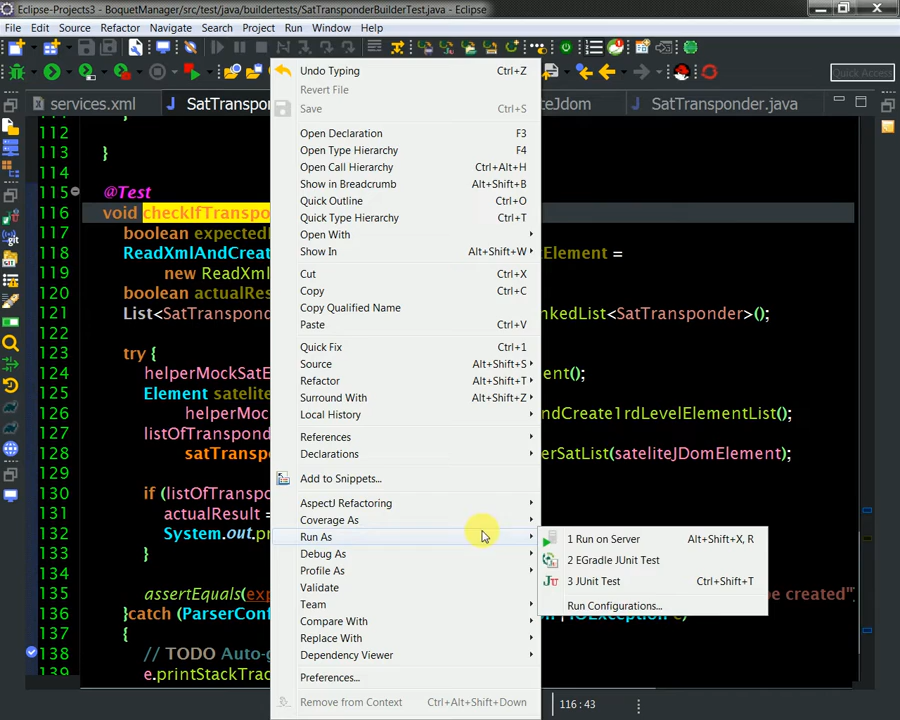 Eclipse-Projects3 - BoquetManager/src/test/java/buildertests/SatTransponderBuilderTest.java - Eclipse
File Edit Source Refactor Navigate Search Project Run Window Help
Quick Access
services.xml SatTranspon eJdom SatTransponder.java
112
113 }
114
115 @Test
116 void checkIfTranspo
117 boolean expected
118 ReadXmlAndCreat Element =
119 new ReadXml
120 boolean actualRes
121 List<SatTranspond nkedList<SatTransponder>();
122
123 try {
124 helperMockSatE ent();
125 Element satelite
126 helperMock ndCreate1rdLevelElementList();
127 listOfTranspond
128 satTranspo erSatList(sateliteJDomElement);
129
130 if (listOfTranspo
131 actualResult =
132 System.out.pr
133 }
134
135 assertEquals(exp be created"
136 }catch (ParserConf IOException e)
137 {
138 // TODO Auto-g
139 e.printStackTrac
Undo Typing Ctrl+Z
Revert File
Save Ctrl+S
Open Declaration F3
Open Type Hierarchy F4
Open Call Hierarchy Ctrl+Alt+H
Show in Breadcrumb Alt+Shift+B
Quick Outline Ctrl+O
Quick Type Hierarchy Ctrl+T
Open With
Show In Alt+Shift+W
Cut Ctrl+X
Copy Ctrl+C
Copy Qualified Name
Paste Ctrl+V
Quick Fix Ctrl+1
Source Alt+Shift+S
Refactor Alt+Shift+T
Surround With Alt+Shift+Z
Local History
References
Declarations
Add to Snippets...
AspectJ Refactoring
Coverage As
Run As
Debug As
Profile As
Validate
Team
Compare With
Replace With
Dependency Viewer
Preferences...
Remove from Context Ctrl+Alt+Shift+Down
1 Run on Server Alt+Shift+X, R
2 EGradle JUnit Test
3 JUnit Test Ctrl+Shift+T
Run Configurations...
116 : 43